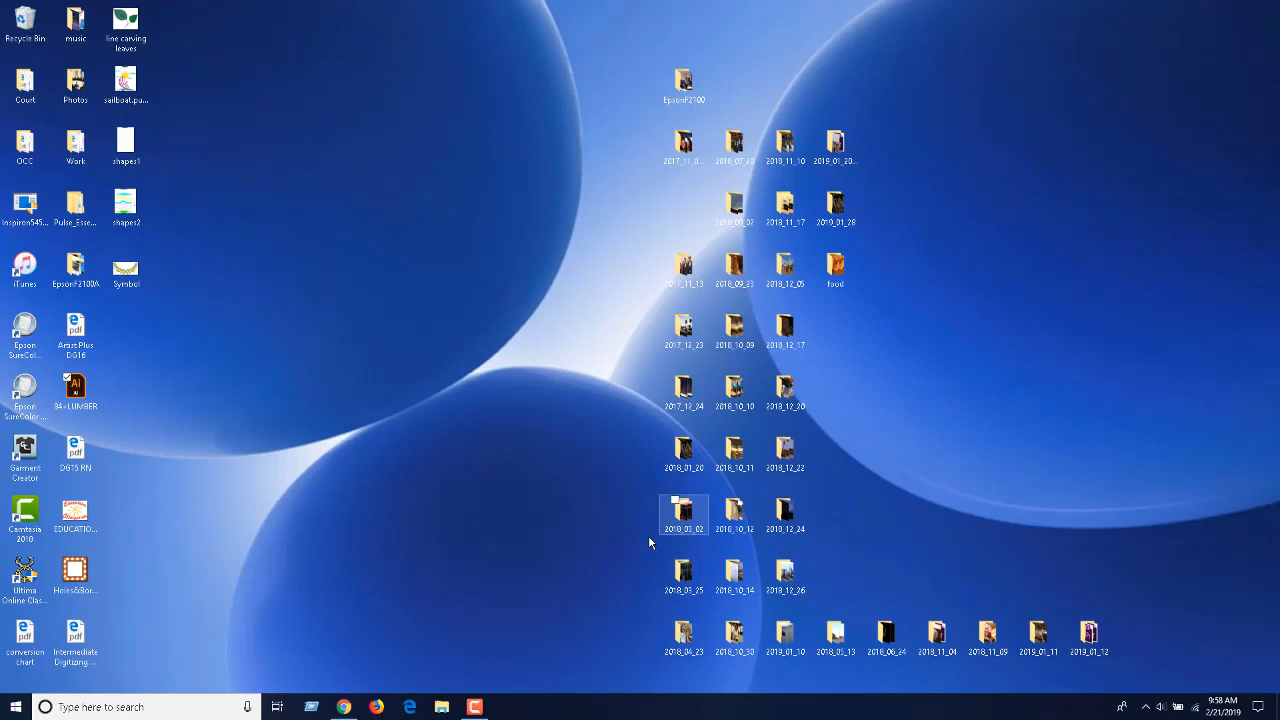 Recycle Bin
music
line carving
leaves
Court
Photos
sailboat.pu...
OCC
Work
shapes1
Inspiron545...
Pulse_Esse...
shapes2
iTunes
EpsonF2100A
Symbol
Epson
SureCol...
Artist Plus
DG16
Epson
SureColor...
84+LUMBER
Garment
Creator
DG15 RN
Camtasia
2018
EDUCATIO...
Ultima
Online Clas...
Holes&Bor...
conversion
chart
Intermediate
Digitizing ...
EpsonF2100
2017_11_0...
2018_07_20
2018_11_10
2019_01_20...
2018_09_02
2018_11_17
2019_01_28
2017_11_13
2018_09_23
2018_12_05
food
2017_12_23
2018_10_09
2018_12_17
2017_12_24
2018_10_10
2018_12_20
2018_01_20
2018_10_11
2018_12_22
2018_03_02
2018_10_12
2018_12_24
2018_03_25
2018_10_14
2018_12_26
2018_04_23
2018_10_30
2019_01_10
2018_05_13
2018_06_24
2018_11_04
2018_11_09
2019_01_11
2019_01_12
Type here to search
9:58 AM
2/21/2019